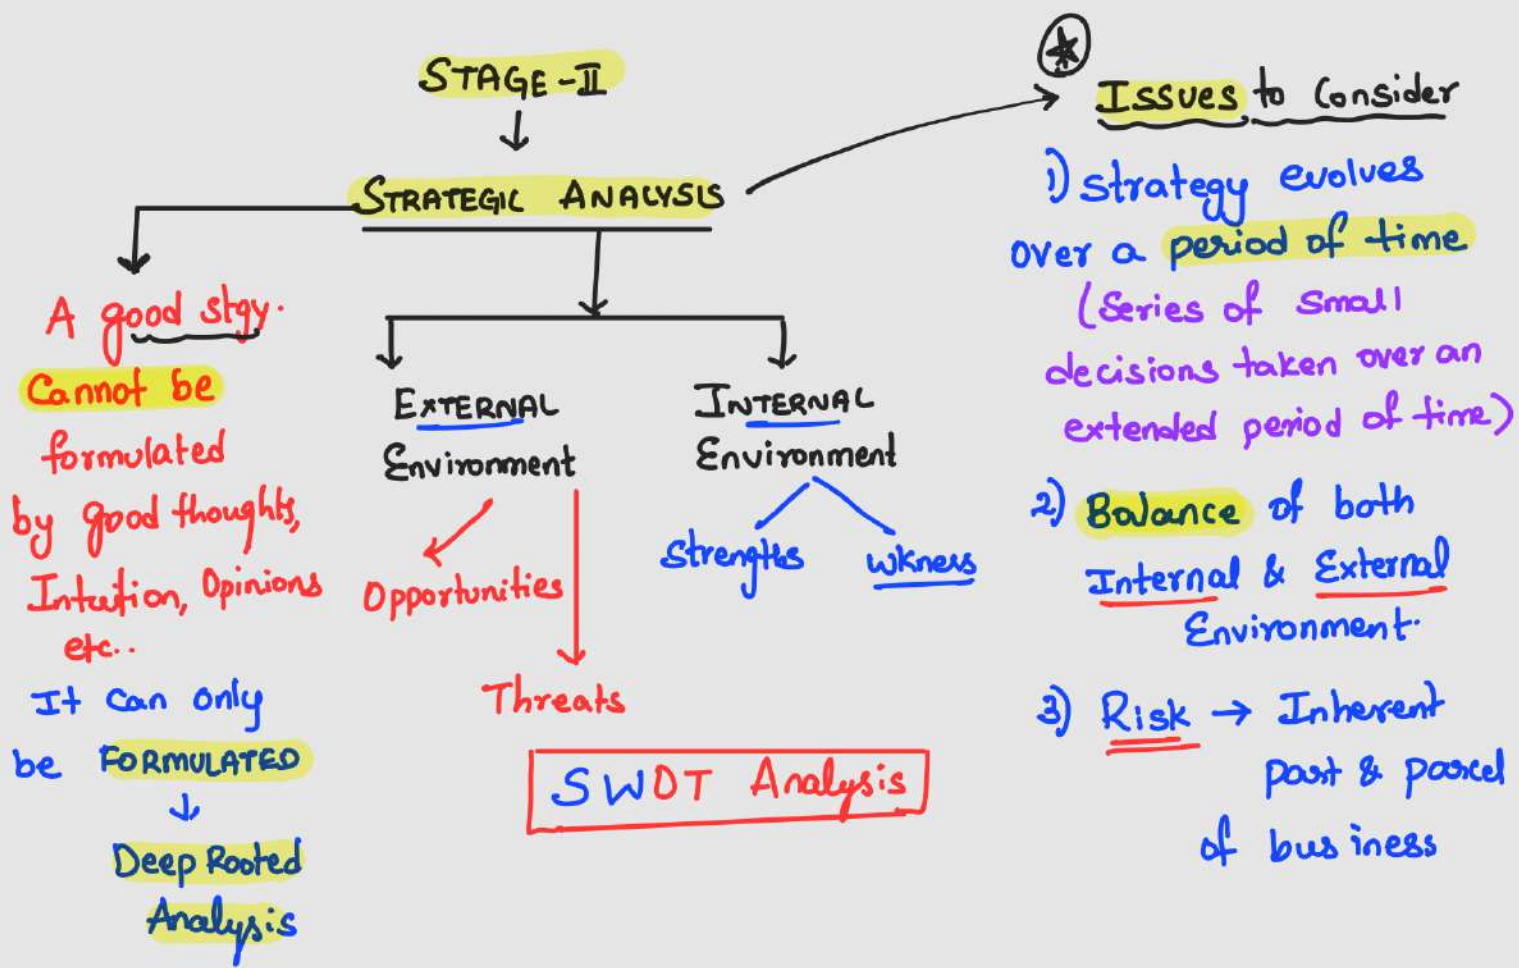 STAGE-II
STRATEGIC ANALYSIS
A good stgy.
Cannot be
formulated
by good thoughts,
Intuition, Opinions
etc..
It can only
be FORMULATED
Deep Rooted
Analysis
EXTERNAL
Environment
Opportunities
Threats
INTERNAL
Environment
Strengths
Wkness
SWOT Analysis
Issues to Consider
1) Strategy evolves
over a period of time
(Series of small
decisions taken over an
extended period of time)
2) Balance of both
Internal & External
Environment.
3) Risk → Inherent
part & parcel
of business